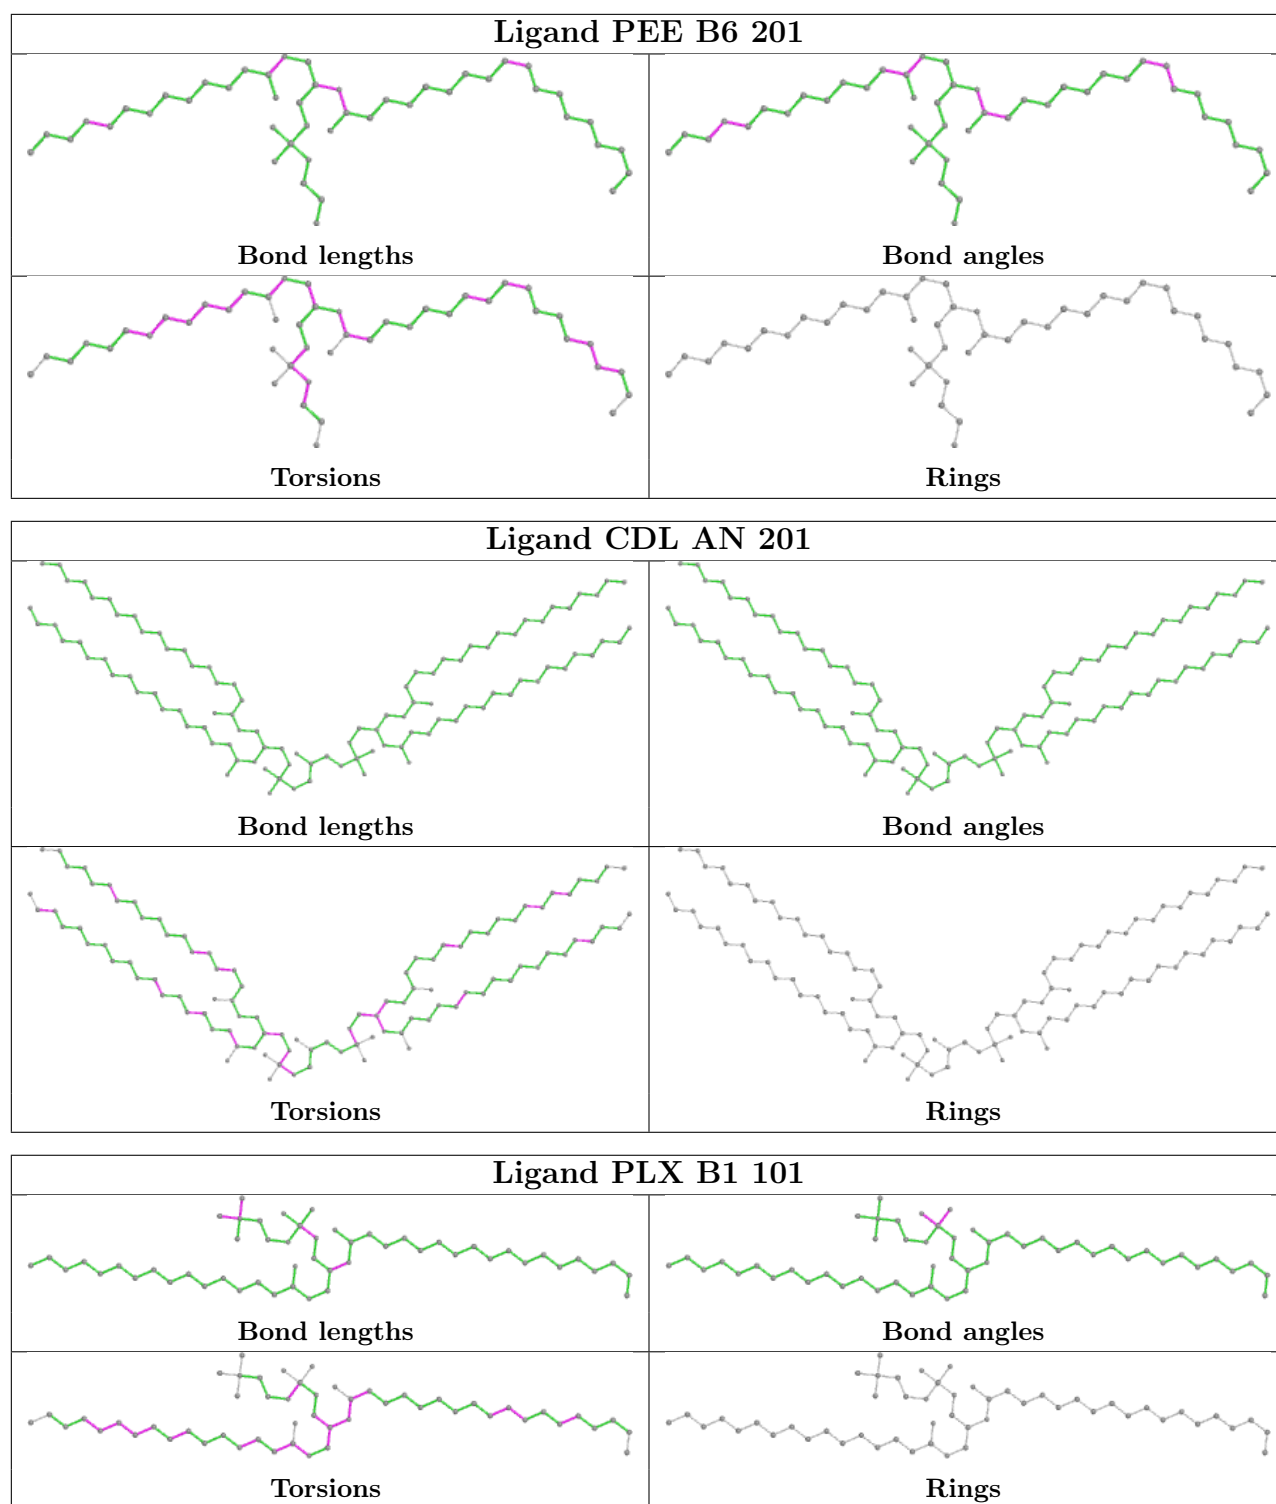 Ligand PEE B6 201
Bond lengths
Bond angles
Torsions
Rings
Ligand CDL AN 201
Bond lengths
Bond angles
Torsions
Rings
Ligand PLX B1 101
Bond lengths
Bond angles
Torsions
Rings